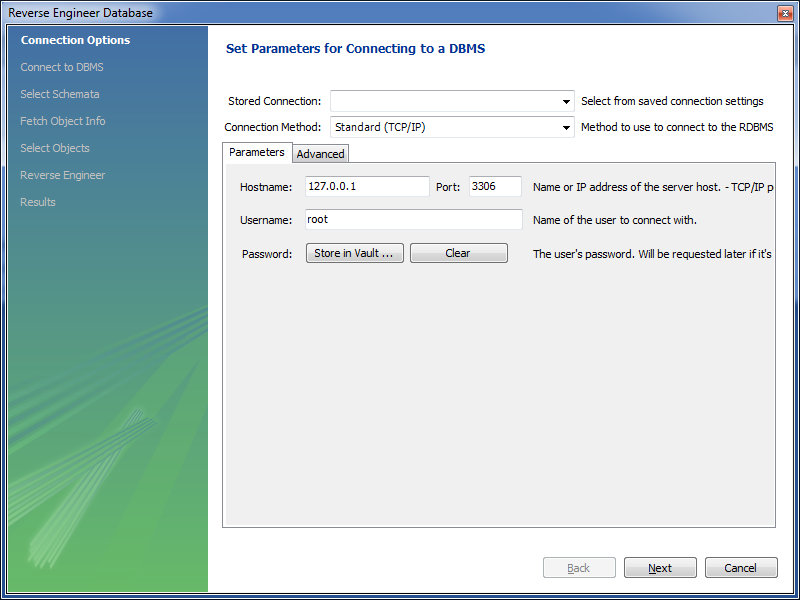 Reverse Engineer Database
Connection Options
Connect to DBMS
Select Schemata
Fetch Object Info
Select Objects
Reverse Engineer
Results
Set Parameters for Connecting to a DBMS
Stored Connection: Select from saved connection settings
Connection Method: Standard (TCP/IP) Method to use to connect to the RDBMS
Parameters Advanced
Hostname: 127.0.0.1 Port: 3306 Name or IP address of the server host. - TCP/IP p
Username: root Name of the user to connect with.
Password: Store in Vault ... Clear The user's password. Will be requested later if it's
Back Next Cancel